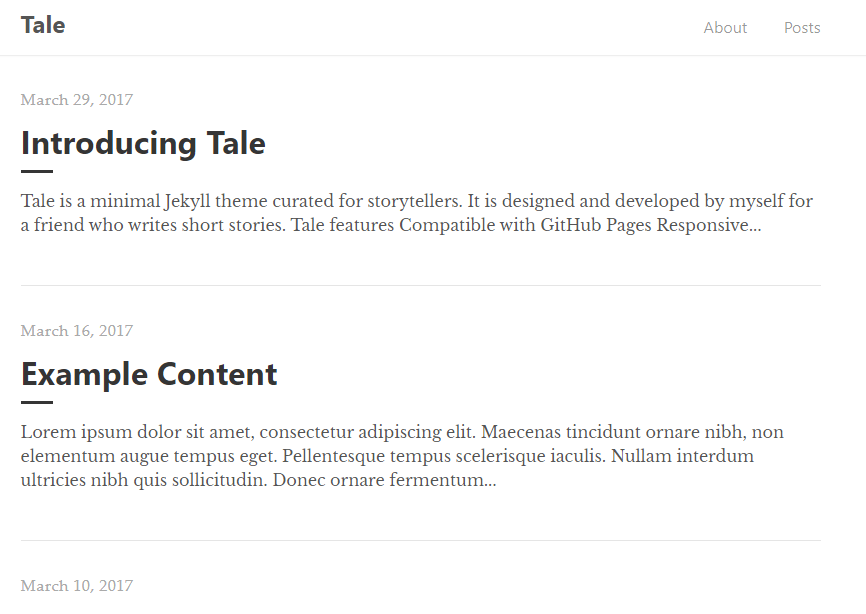 Tale
About Posts
March 29, 2017
Introducing Tale
Tale is a minimal Jekyll theme curated for storytellers. It is designed and developed by myself for
a friend who writes short stories. Tale features Compatible with GitHub Pages Responsive...
March 16, 2017
Example Content
Lorem ipsum dolor sit amet, consectetur adipiscing elit. Maecenas tincidunt ornare nibh, non
elementum augue tempus eget. Pellentesque tempus scelerisque iaculis. Nullam interdum
ultricies nibh quis sollicitudin. Donec ornare fermentum...
March 10, 2017